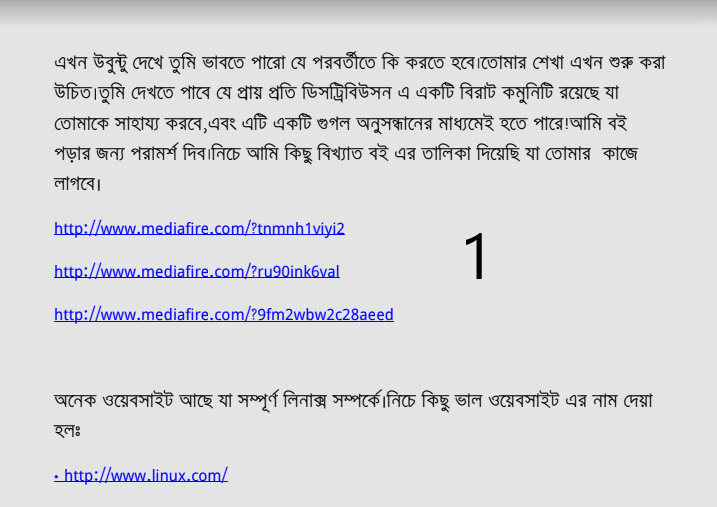 এখন উবুন্টু দেখে তুমি ভাবতে পারো যে পরবর্তীতে কি করতে হবে।তোমার শেখা এখন শুরু করা
উচিত।তুমি দেখতে পাবে যে প্রায় প্রতি ডিসট্রিবিউসন এ একটি বিরাট কমুনিটি রয়েছে যা
তোমাকে সাহায্য করবে,এবং এটি একটি গুগল অনুসন্ধানের মাধ্যমেই হতে পারে!আমি বই
পড়ার জন্য পরামর্শ দিব।নিচে আমি কিছু বিখ্যাত বই এর তালিকা দিয়েছি যা তোমার কাজে
লাগবে।
http://www.mediafire.com/?tnmnh1viyi2
1
http://www.mediafire.com/?ru90ink6val
http://www.mediafire.com/?9fm2wbw2c28aeed
অনেক ওয়েবসাইট আছে যা সম্পূর্ণ লিনাক্স সম্পর্কে।নিচে কিছু ভাল ওয়েবসাইট এর নাম দেয়া
হলঃ
• http://www.linux.com/